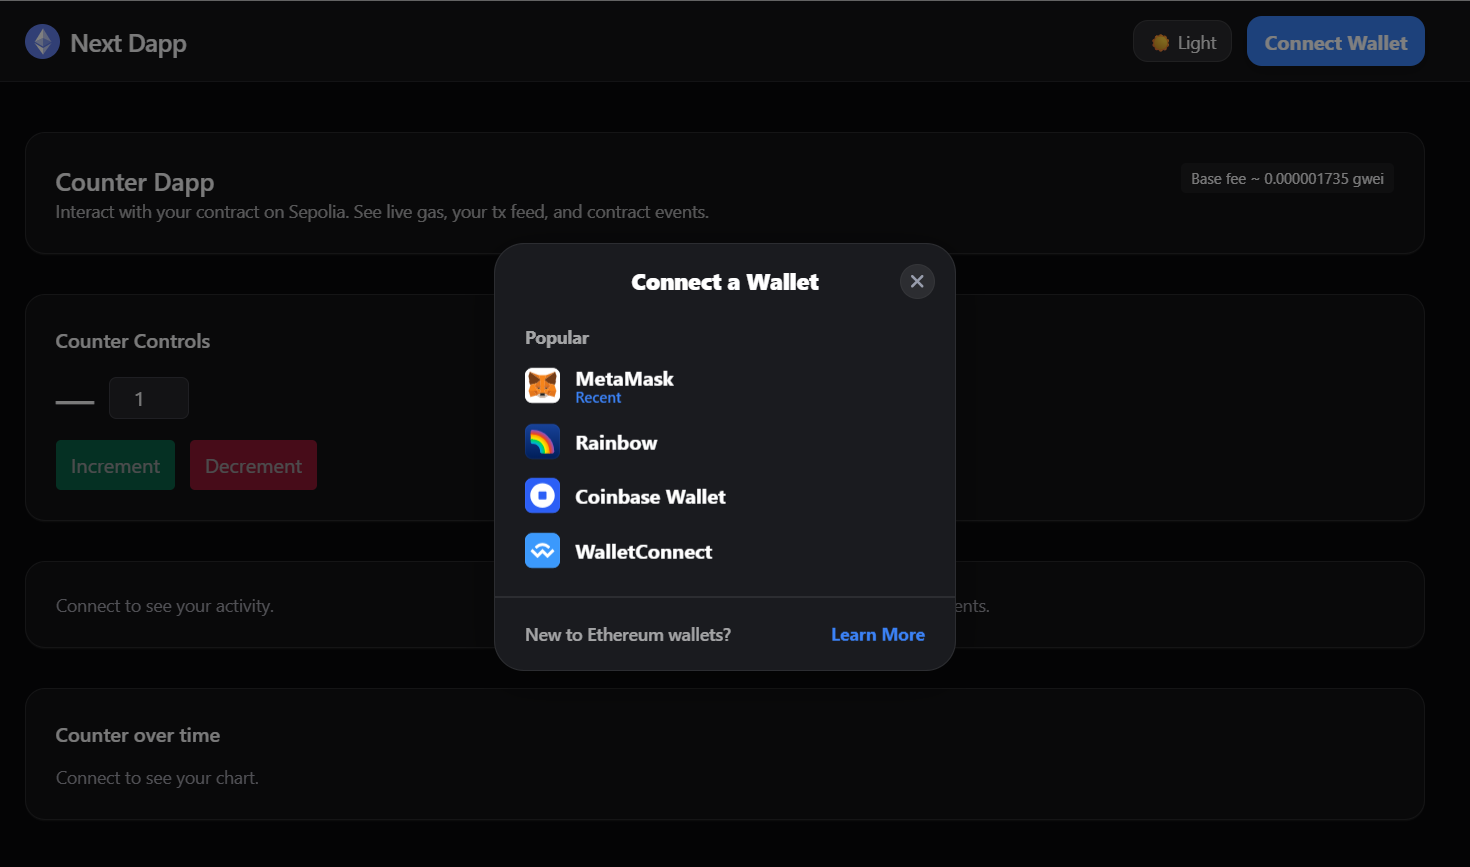 Next Dapp
Light
Connect Wallet
Counter Dapp
Base fee ~ 0.000001735 gwei
Interact with your contract on Sepolia. See live gas, your tx feed, and contract events.
Connect a Wallet
Popular
MetaMask
Recent
Rainbow
Coinbase Wallet
WalletConnect
New to Ethereum wallets?
Learn More
Counter Controls
1
Increment
Decrement
Connect to see your activity.
ents.
Counter over time
Connect to see your chart.